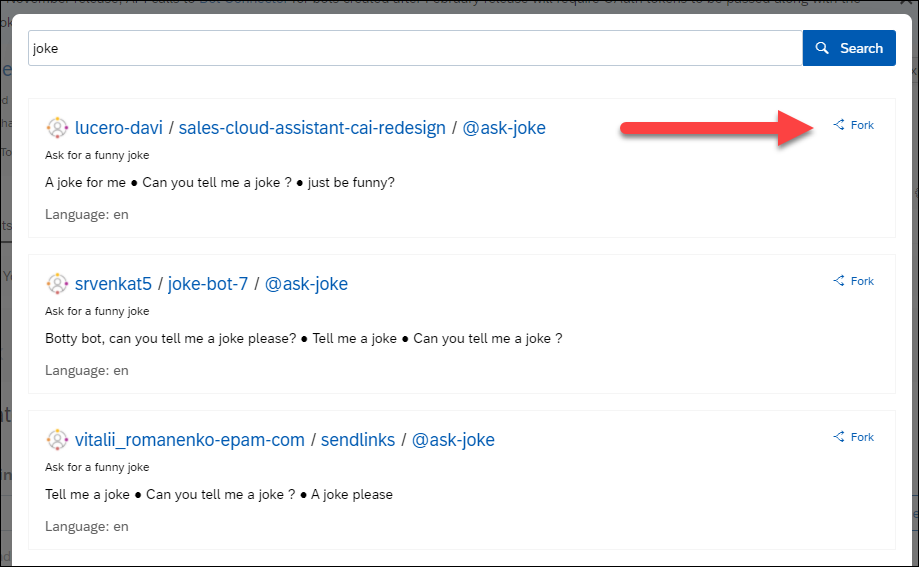 joke
Search
lucero-davi / sales-cloud-assistant-cai-redesign / @ask-joke
Fork
Ask for a funny joke
A joke for me ● Can you tell me a joke ? ● just be funny?
Language: en
srvenkat5 / joke-bot-7 / @ask-joke
Fork
Ask for a funny joke
Botty bot, can you tell me a joke please? ● Tell me a joke ● Can you tell me a joke ?
Language: en
vitalii_romanenko-epam-com / sendlinks / @ask-joke
Fork
Ask for a funny joke
Tell me a joke ● Can you tell me a joke ? ● A joke please
Language: en